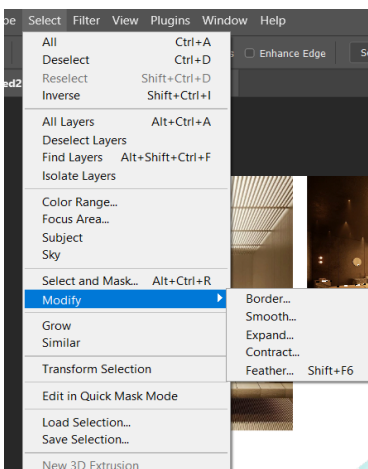 pe Select Filter View Plugins Window Help
s Enhance Edge Se
ed2
All Ctrl+A
Deselect Ctrl+D
Reselect Shift+Ctrl+D
Inverse Shift+Ctrl+I
All Layers Alt+Ctrl+A
Deselect Layers
Find Layers Alt+Shift+Ctrl+F
Isolate Layers
Color Range...
Focus Area...
Subject
Sky
Select and Mask... Alt+Ctrl+R
Modify
Border...
Smooth...
Expand...
Contract...
Feather... Shift+F6
Grow
Similar
Transform Selection
Edit in Quick Mask Mode
Load Selection...
Save Selection...
New 3D Extrusion